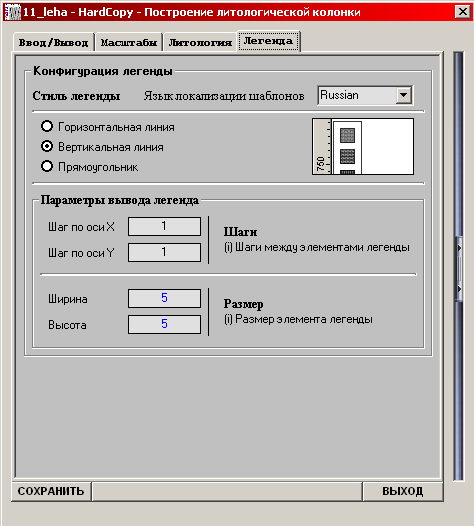 11_leha - HardCopy - Построение литологической колонки
Ввод/Вывод Масштабы Литология Легенда
Конфигурация легенды
Стиль легенды Язык локализации шаблонов Russian
Горизонтальная линия
Вертикальная линия
Прямоугольник
750
Параметры вывода легенда
Шаг по оси X 1
Шаг по оси Y 1
Шаги
(i) Шаги между элементами легенды
Ширина 5
Высота 5
Размер
(i) Размер элемента легенды
СОХРАНИТЬ ВЫХОД